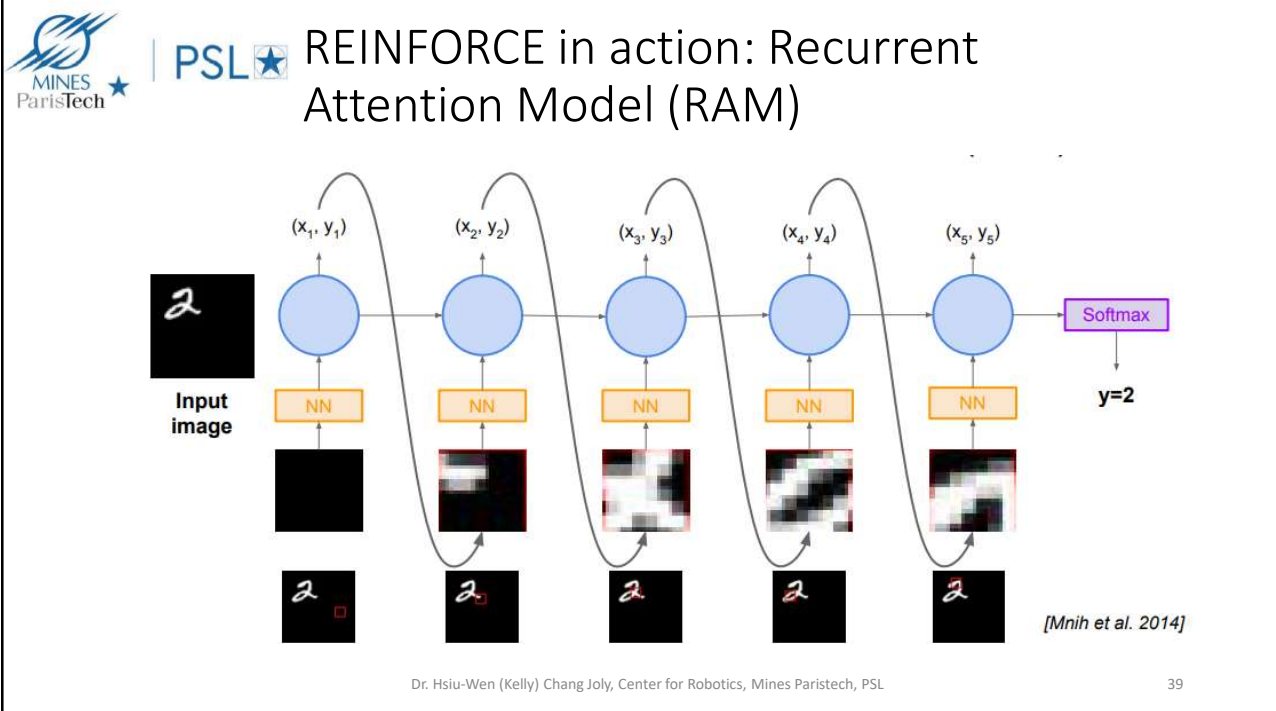 MINES
ParisTech
PSL
REINFORCE in action: Recurrent
Attention Model (RAM)
(x1, y1)
(x2, y2)
(x3, y3)
(x4, y4)
(x5, y5)
Softmax
Input
image
NN
NN
NN
NN
NN
y=2
[Mnih et al. 2014]
Dr. Hsiu-Wen (Kelly) Chang Joly, Center for Robotics, Mines Paristech, PSL
39